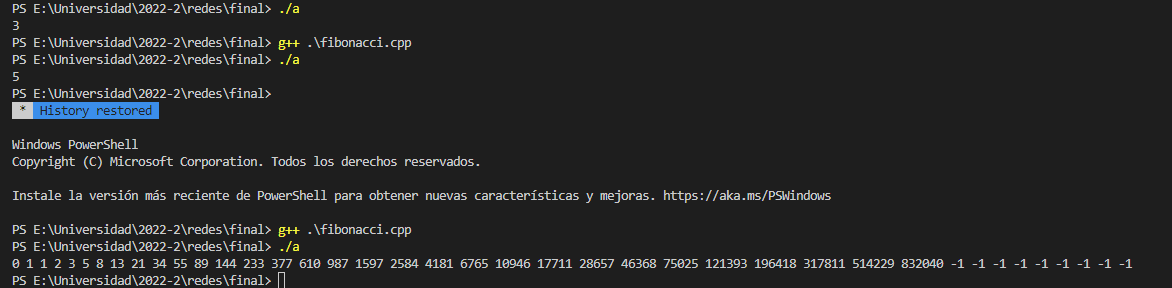 PS E:\Universidad\2022-2\redes\final> ./a
3
PS E:\Universidad\2022-2\redes\final> g++ .\fibonacci.cpp
PS E:\Universidad\2022-2\redes\final> ./a
5
PS E:\Universidad\2022-2\redes\final>
* History restored
Windows PowerShell
Copyright (C) Microsoft Corporation. Todos los derechos reservados.
Instale la versión más reciente de PowerShell para obtener nuevas características y mejoras. https://aka.ms/PSWindows
PS E:\Universidad\2022-2\redes\final> g++ .\fibonacci.cpp
PS E:\Universidad\2022-2\redes\final> ./a
0 1 1 2 3 5 8 13 21 34 55 89 144 233 377 610 987 1597 2584 4181 6765 10946 17711 28657 46368 75025 121393 196418 317811 514229 832040 -1 -1 -1 -1 -1 -1 -1 -1 -1
PS E:\Universidad\2022-2\redes\final>